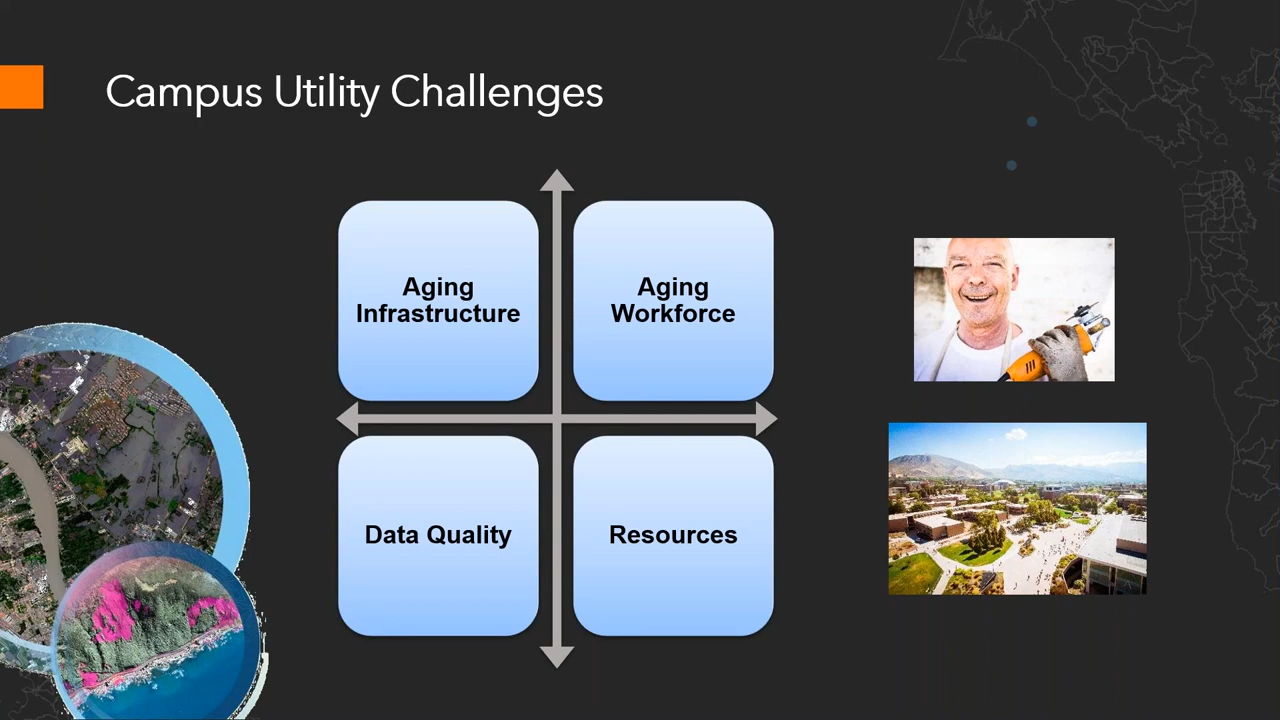 Campus Utility Challenges
Aging
Infrastructure
Aging
Workforce
Data Quality
Resources